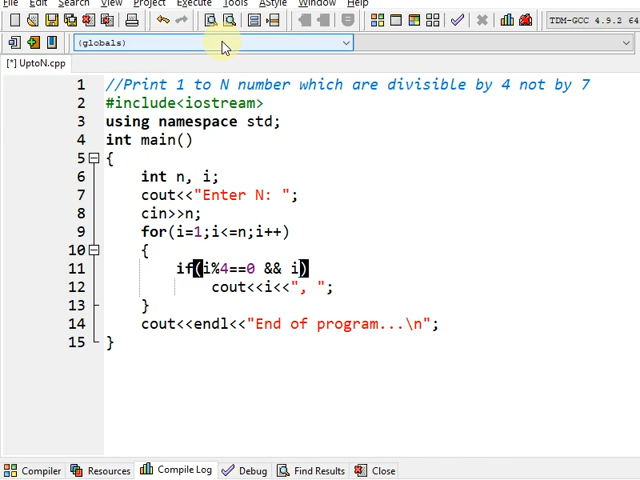 File Edit Search View Project Execute Tools AStyle Window Help
TDM-GCC 4.9.2 64
(globals)
[*] UptoN.cpp
1 //Print 1 to N number which are divisible by 4 not by 7
2 #include<iostream>
3 using namespace std;
4 int main()
5 {
6 int n, i;
7 cout<<"Enter N: ";
8 cin>>n;
9 for(i=1;i<=n;i++)
10 {
11 if(i%4==0 && i)
12 cout<<i<<", ";
13 }
14 cout<<endl<<"End of program...\n";
15 }
Compiler Resources Compile Log Debug Find Results Close